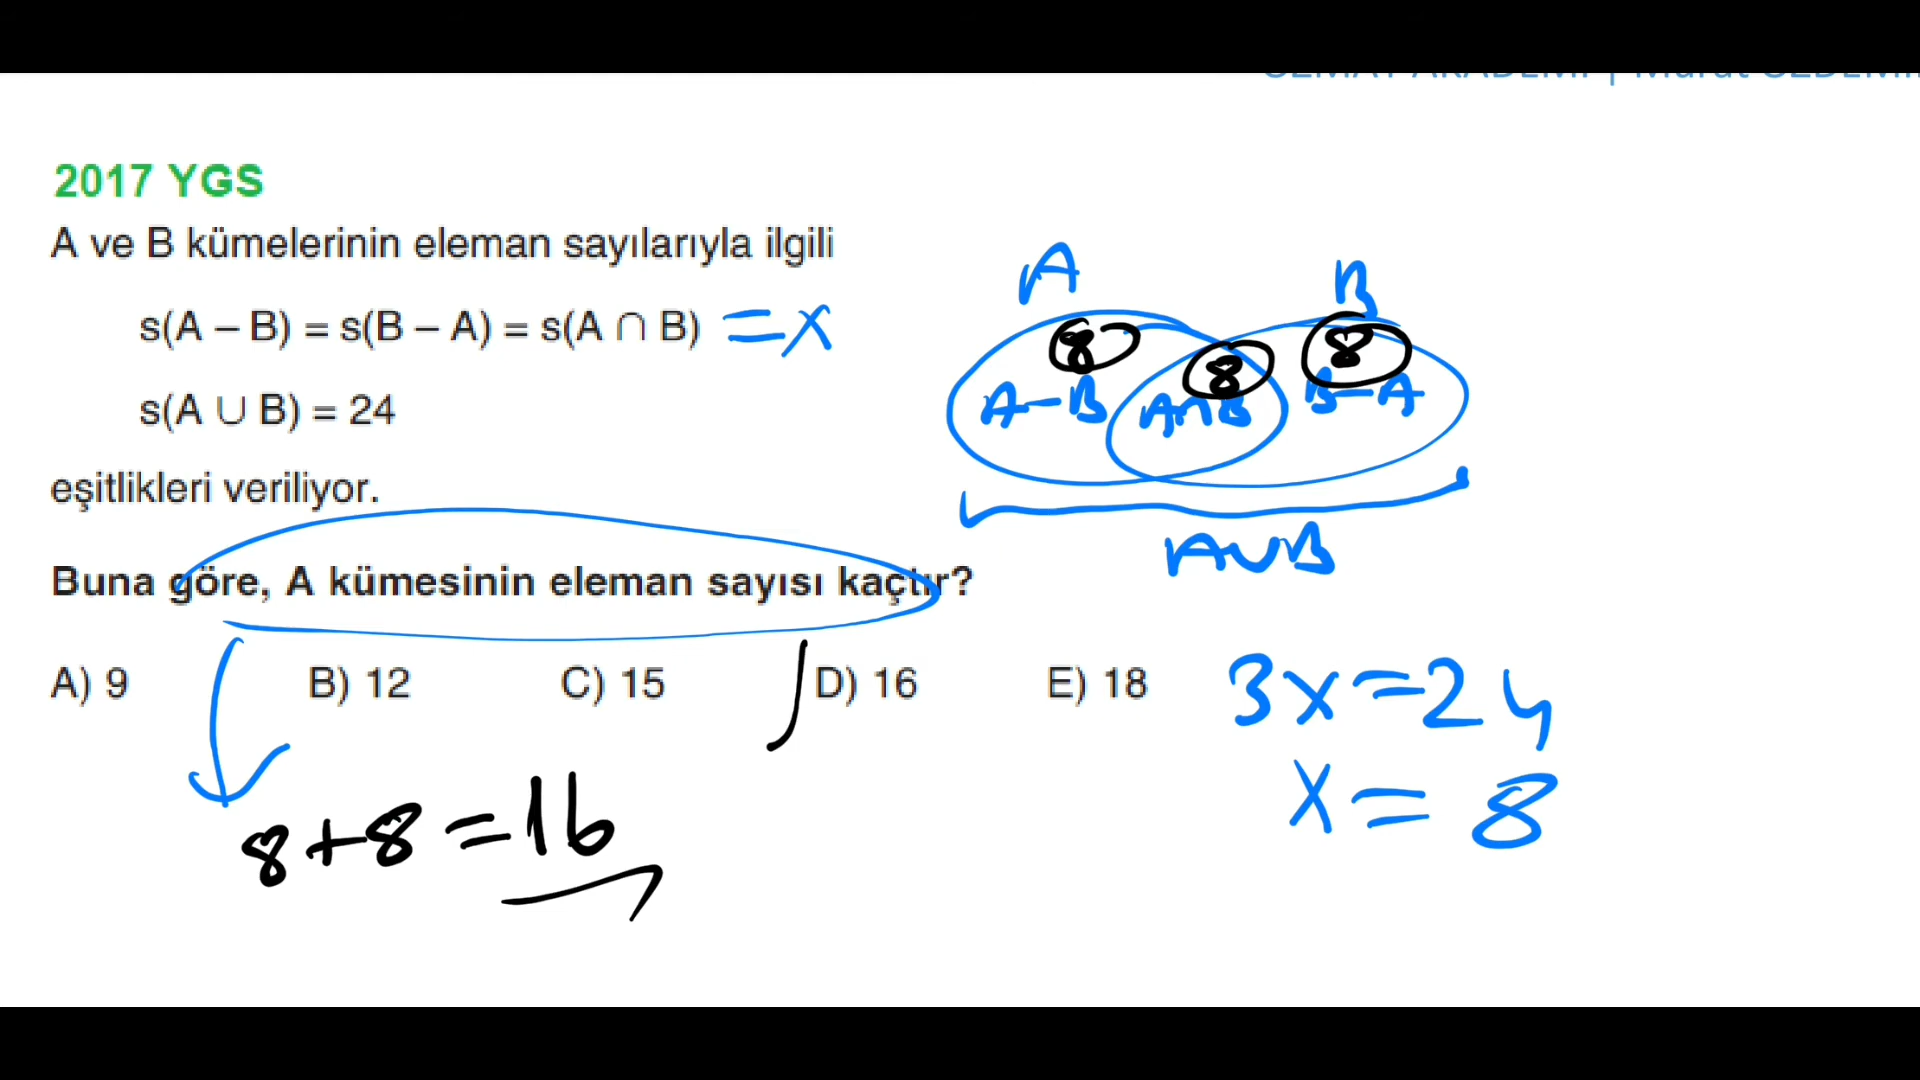 2017 YGS
A ve B kümelerinin eleman sayılarıyla ilgili
s(A – B) = s(B – A) = s(A ∩ B) = x
s(A ∪ B) = 24
eşitlikleri veriliyor.
Buna göre, A kümesinin eleman sayısı kaçtır?
A) 9 B) 12 C) 15 D) 16 E) 18
8+8=16
A B
8 8 8
A-B A∩B B-A
A∪B
3x=24
x=8